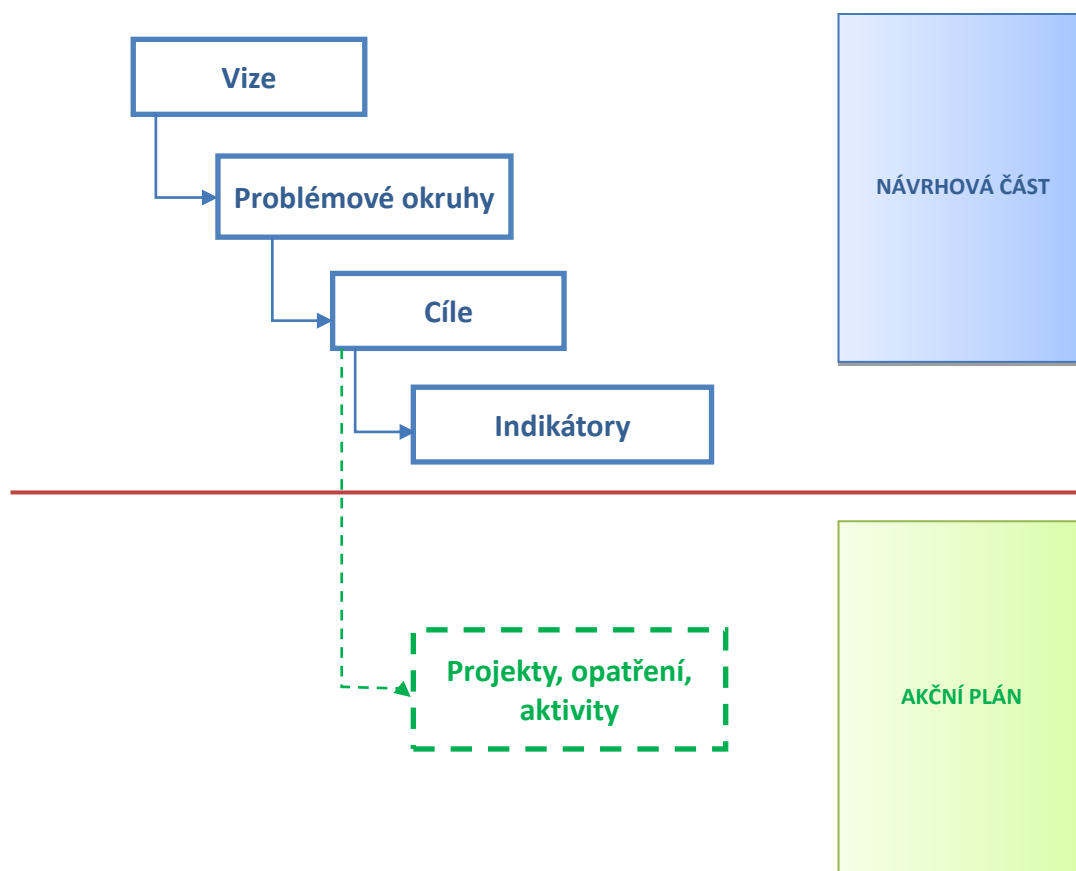 Vize
Problémové okruhy
NÁVRHOVÁ ČÁST
Cíle
Indikátory
Projekty, opatření,
aktivity
AKČNÍ PLÁN